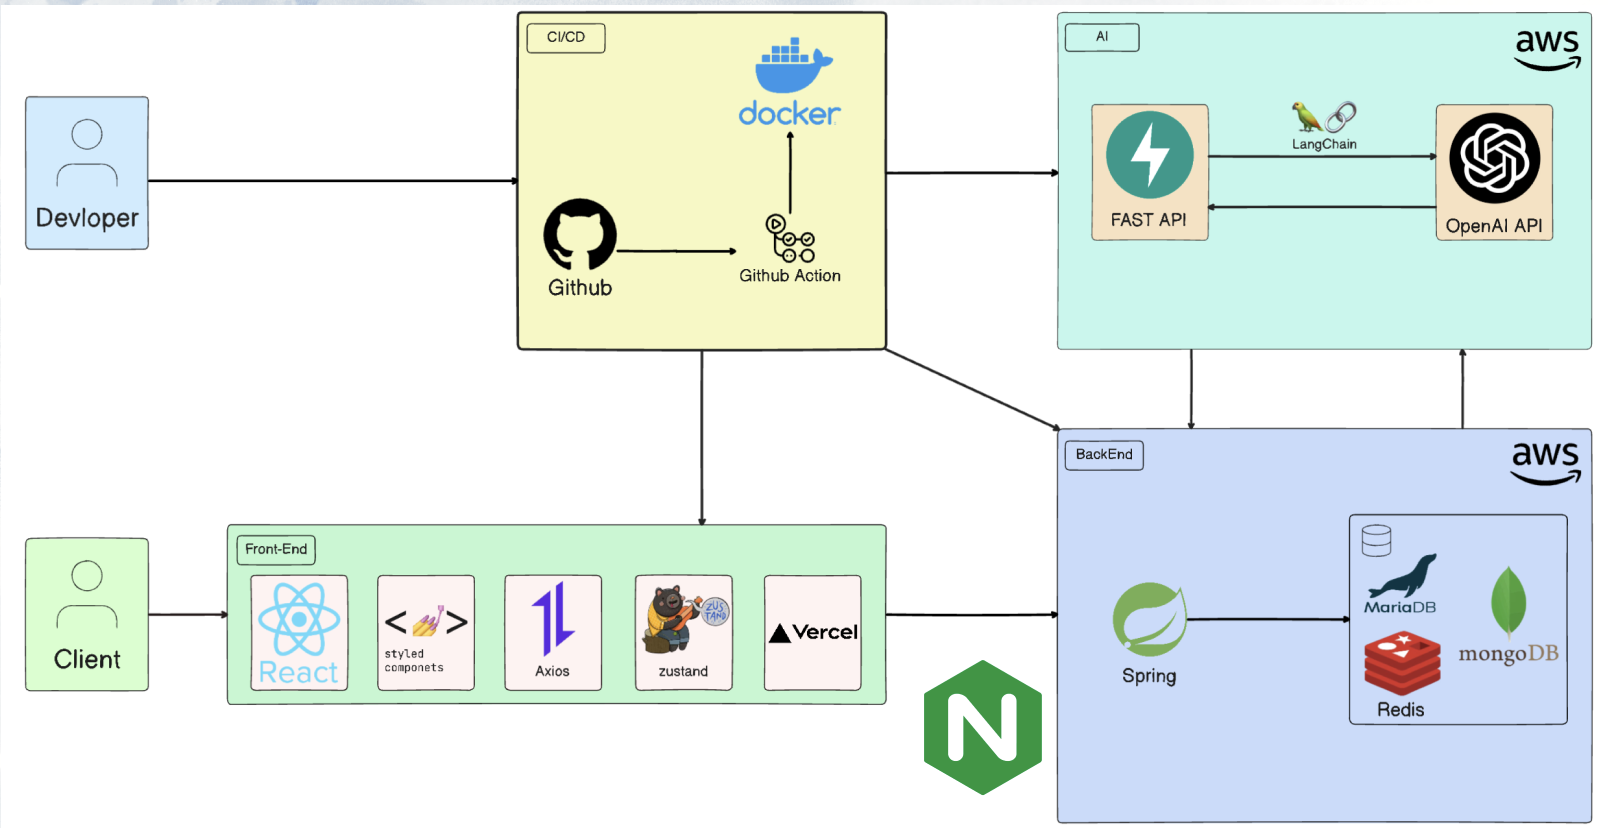 CI/CD
docker
Github
Github Action
Devloper
AI
aws
FAST API
LangChain
OpenAI API
BackEnd
aws
Spring
MariaDB
mongoDB
Redis
Client
Front-End
React
< >
styled
componets
Axios
ZUS
TAND
zustand
Vercel
N